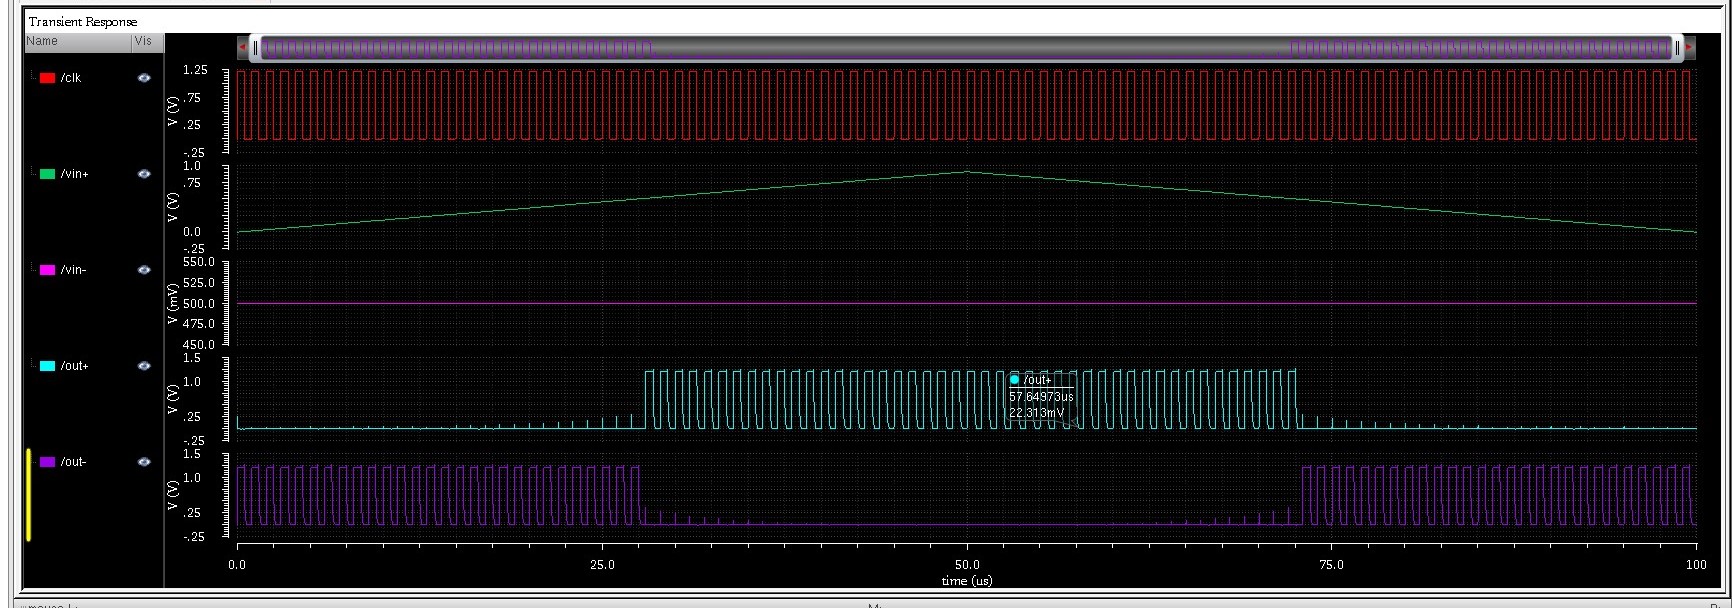 Transient Response
Name Vis
/clk
1.25
.75
.25
-.25
V (V)
/vin+
1.0
.75
0.0
-.25
V (V)
/vin-
550.0
525.0
500.0
475.0
450.0
V (mV)
/out+
1.5
1.0
.25
-.25
V (V)
/out+
57.64973us
22.313mV
/out-
1.5
1.0
.25
-.25
V (V)
0.0 25.0 50.0 75.0 100
time (us)